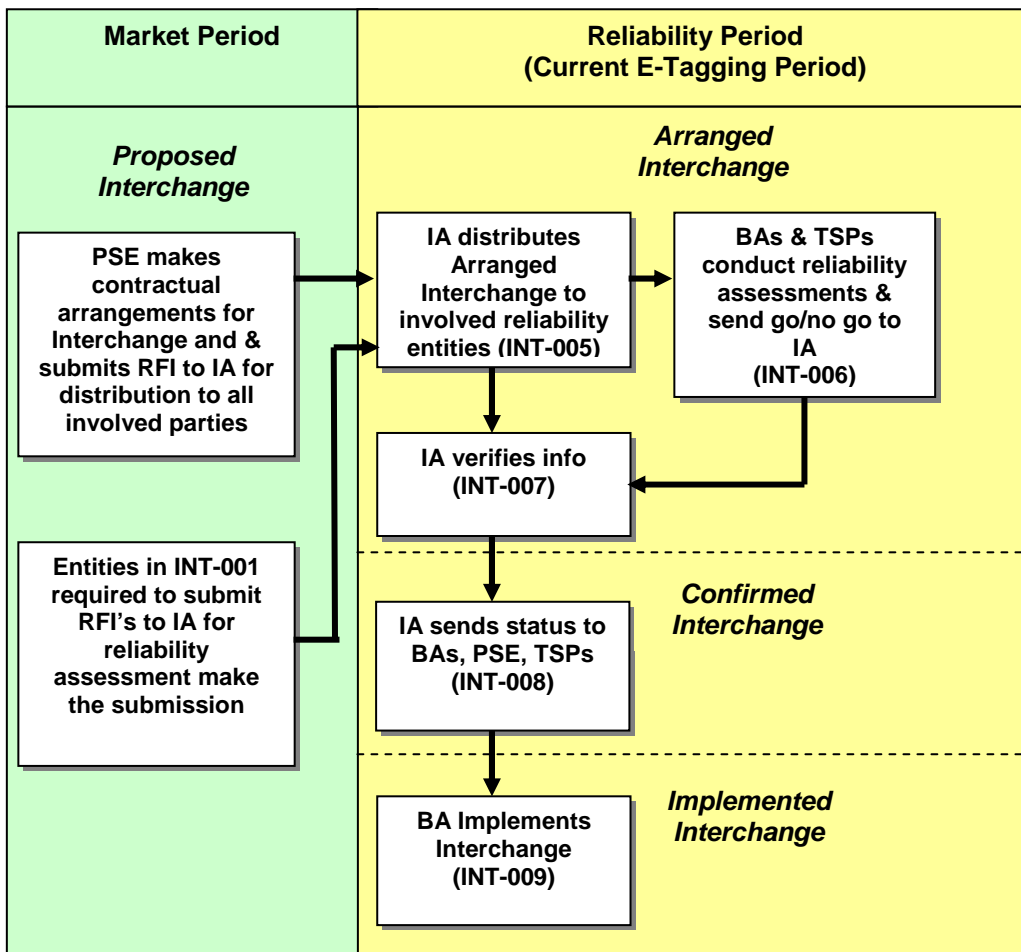 Market Period
Reliability Period
(Current E-Tagging Period)
Proposed
Interchange
Arranged
Interchange
PSE makes
contractual
arrangements for
Interchange and &
submits RFI to IA for
distribution to all
involved parties
IA distributes
Arranged
Interchange to
involved reliability
entities (INT-005)
BAs & TSPs
conduct reliability
assessments &
send go/no go to
IA
(INT-006)
IA verifies info
(INT-007)
Entities in INT-001
required to submit
RFI's to IA for
reliability
assessment make
the submission
Confirmed
Interchange
IA sends status to
BAs, PSE, TSPs
(INT-008)
Implemented
Interchange
BA Implements
Interchange
(INT-009)